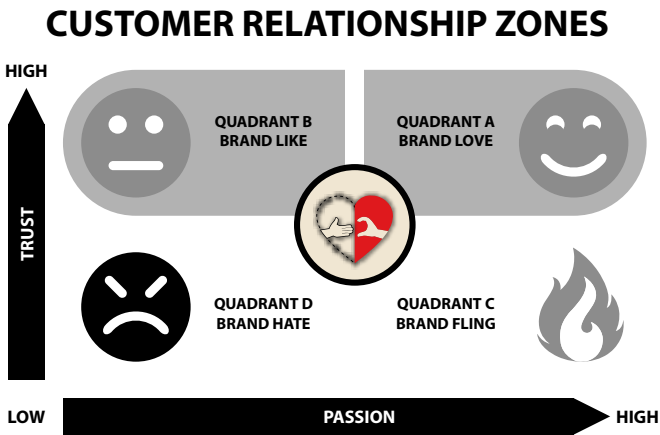 CUSTOMER RELATIONSHIP ZONES
HIGH
QUADRANT B
BRAND LIKE
QUADRANT A
BRAND LOVE
TRUST
QUADRANT D
BRAND HATE
QUADRANT C
BRAND FLING
LOW
PASSION
HIGH